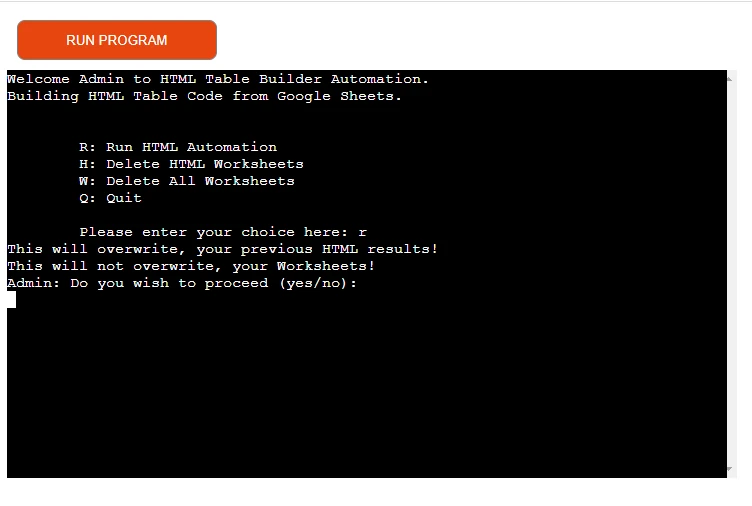 RUN PROGRAM
Welcome Admin to HTML Table Builder Automation.
Building HTML Table Code from Google Sheets.
R: Run HTML Automation
H: Delete HTML Worksheets
W: Delete All Worksheets
Q: Quit
Please enter your choice here: r
This will overwrite, your previous HTML results!
This will not overwrite, your Worksheets!
Admin: Do you wish to proceed (yes/no):